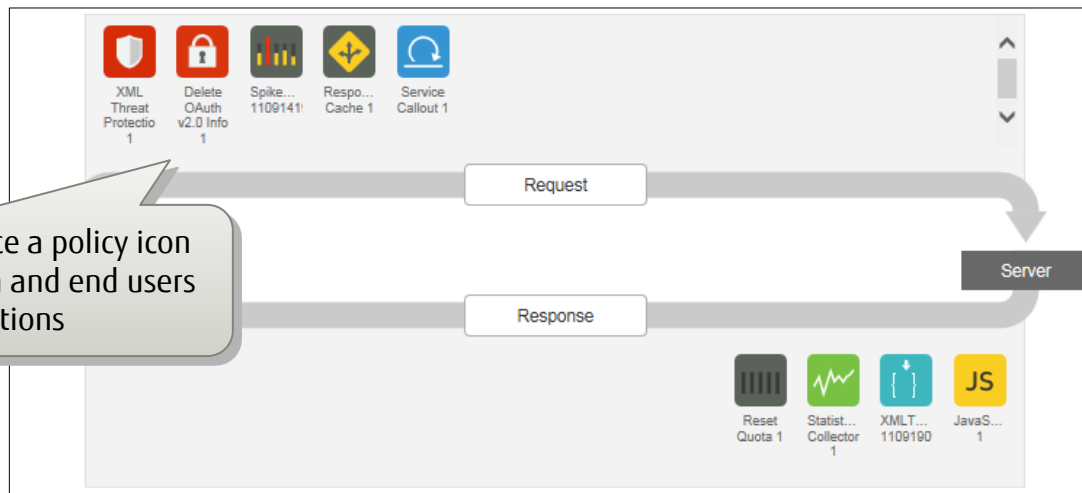 XML
Threat
Protectio
1
Delete
OAuth
v2.0 Info
1
Spike...
1109141
Respo...
Cache 1
Service
Callout 1
Request
a policy icon
and end users
tions
Server
Response
Reset
Quota 1
Statist...
Collector
1
XMLT...
1109190
JS
JavaS...
1